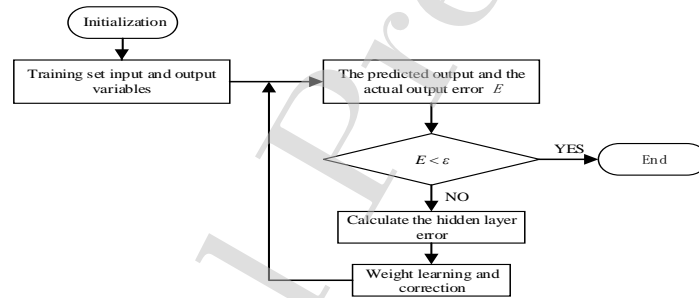 Initialization
Training set input and output
variables
The predicted output and the
actual output error E
E < ε
YES
End
NO
Calculate the hidden layer
error
Weight learning and
correction
l Pre